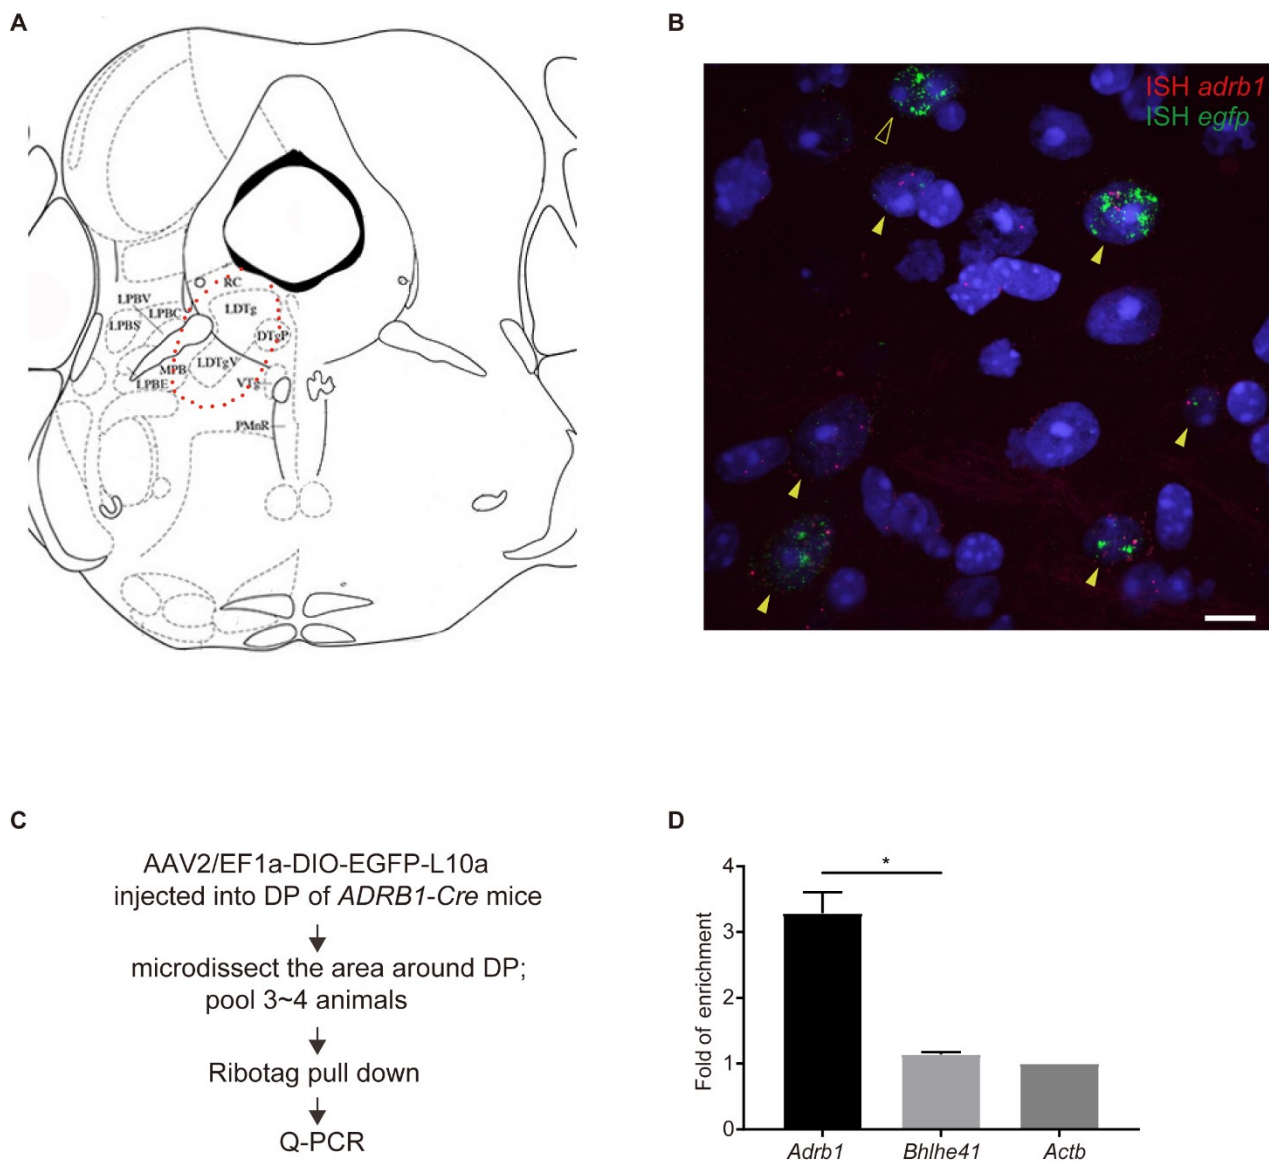 A
RC
LPBV
LPBC
LDTg
LPBS
DTgP
LDTgV
MPB
LPBE
VTg
PMnR
B
ISH adrb1
ISH egfp
C
AAV2/EF1a-DIO-EGFP-L10a
injected into DP of ADRB1-Cre mice
microdissect the area around DP;
pool 3~4 animals
Ribotag pull down
Q-PCR
D
*
4
3
2
1
0
Fold of enrichment
Adrb1
Bhlhe41
Actb